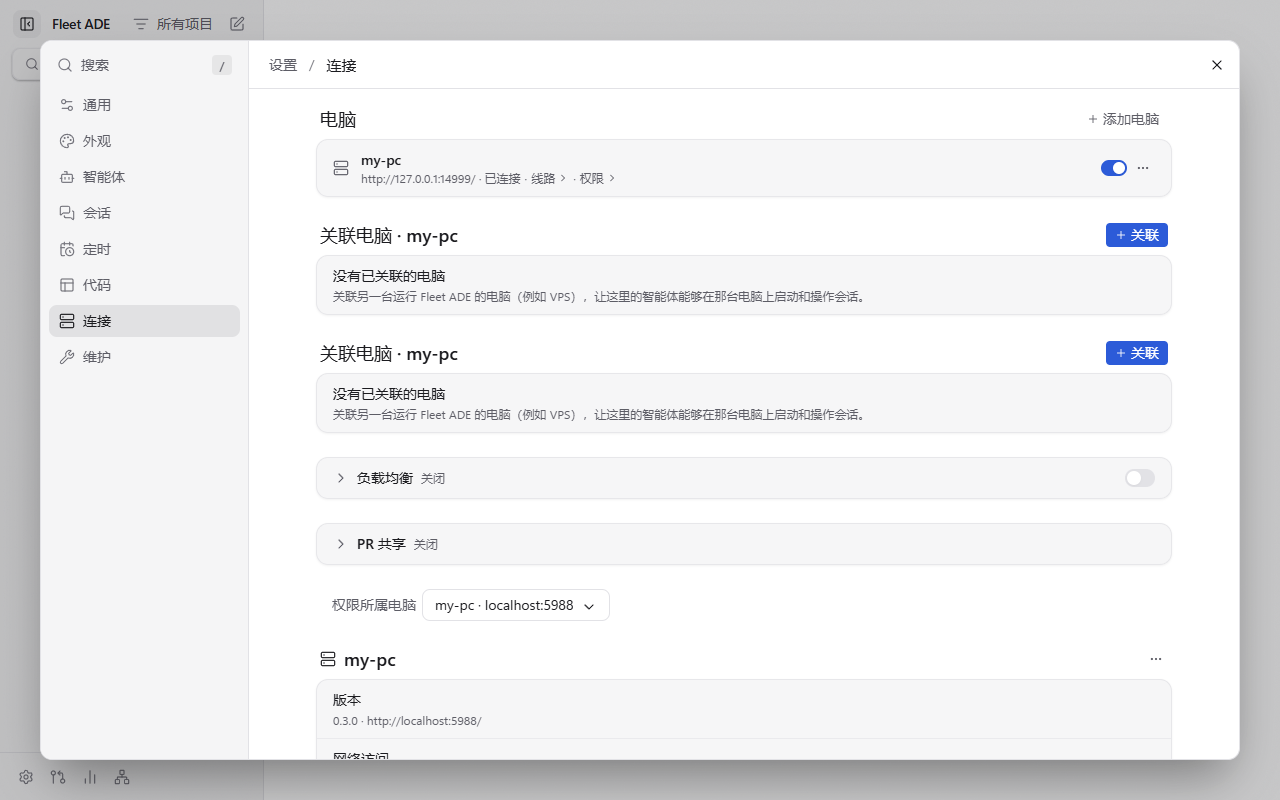 Fleet ADE
所有项目
搜索
/
通用
外观
智能体
会话
定时
代码
连接
维护
设置 / 连接
电脑
+ 添加电脑
my-pc
http://127.0.0.1:14999/ · 已连接 · 线路 > · 权限 >
关联电脑 · my-pc
+ 关联
没有已关联的电脑
关联另一台运行 Fleet ADE 的电脑（例如 VPS），让这里的智能体能够在那台电脑上启动和操作会话。
关联电脑 · my-pc
+ 关联
没有已关联的电脑
关联另一台运行 Fleet ADE 的电脑（例如 VPS），让这里的智能体能够在那台电脑上启动和操作会话。
负载均衡 关闭
PR 共享 关闭
权限所属电脑
my-pc · localhost:5988
my-pc
版本
0.3.0 · http://localhost:5988/
网络访问